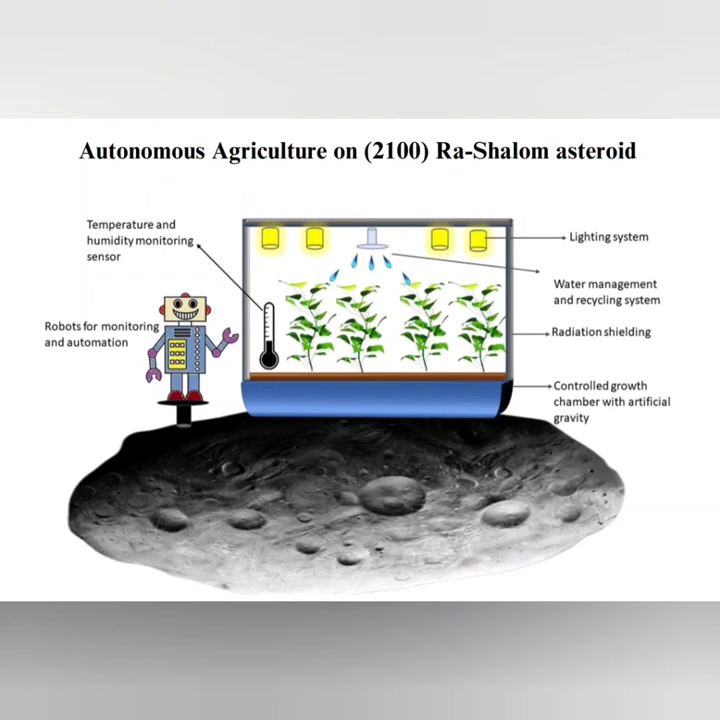 Autonomous Agriculture on (2100) Ra-Shalom asteroid
Temperature and
humidity monitoring
sensor
Lighting system
Water management
and recycling system
Robots for monitoring
and automation
Radiation shielding
Controlled growth
chamber with artificial
gravity